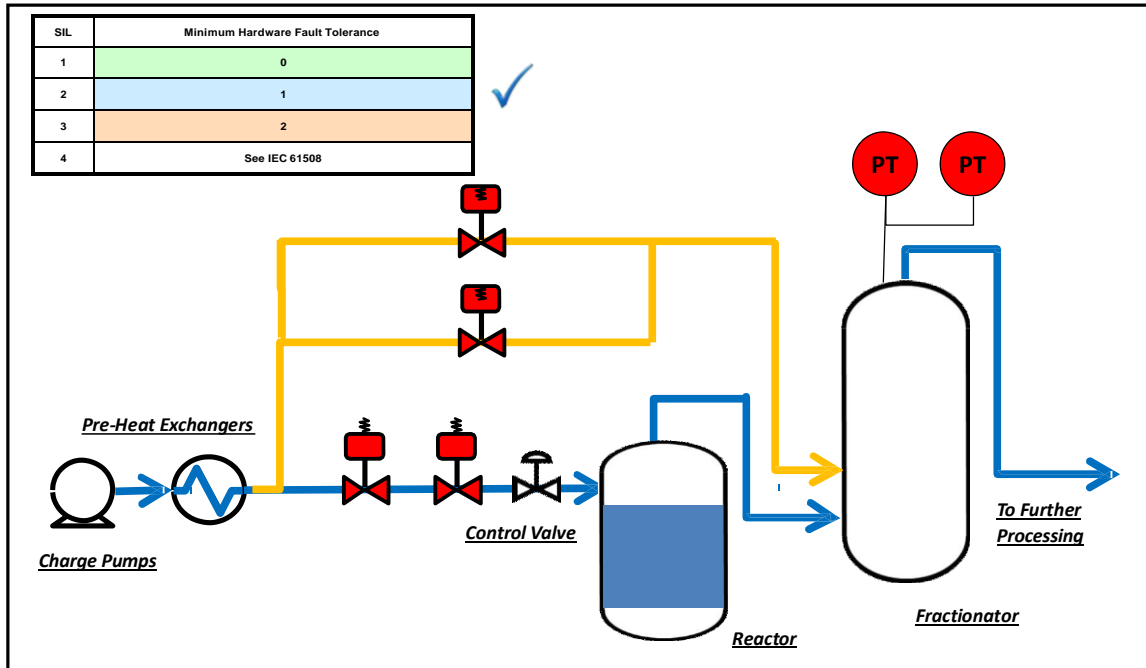 SIL Minimum Hardware Fault Tolerance
1 0
2 1
3 2
4 See IEC 61508
PT PT
Pre-Heat Exchangers
Control Valve
To Further
Processing
Charge Pumps
Fractionator
Reactor